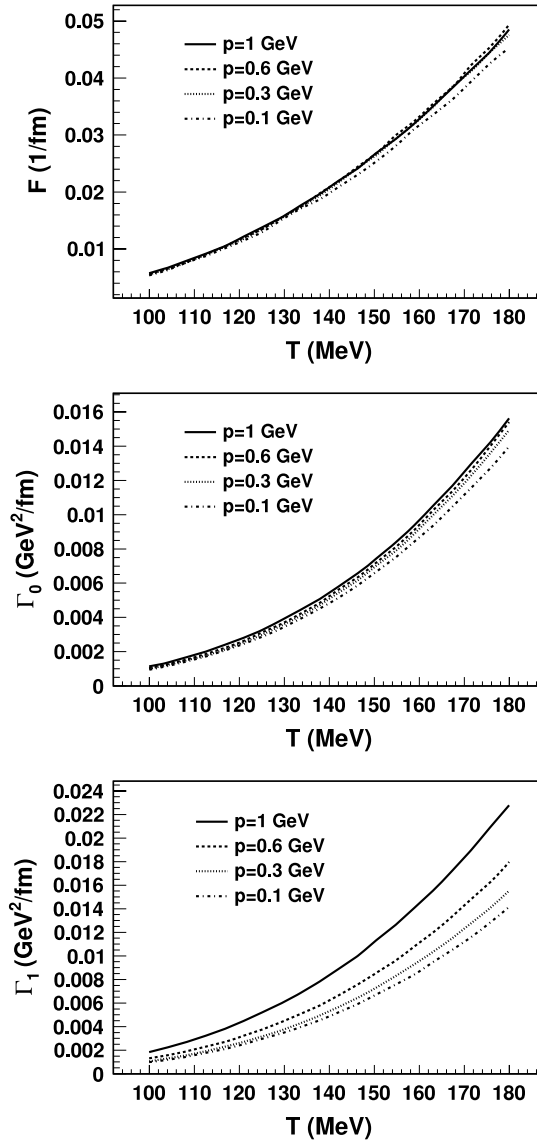 F (1/fm)
0.05
0.04
0.03
0.02
0.01
p=1 GeV
p=0.6 GeV
p=0.3 GeV
p=0.1 GeV
100 110 120 130 140 150 160 170 180
T (MeV)
Γ₀ (GeV²/fm)
0.016
0.014
0.012
0.01
0.008
0.006
0.004
0.002
0
p=1 GeV
p=0.6 GeV
p=0.3 GeV
p=0.1 GeV
100 110 120 130 140 150 160 170 180
T (MeV)
Γ₁ (GeV²/fm)
0.024
0.022
0.02
0.018
0.016
0.014
0.012
0.01
0.008
0.006
0.004
0.002
0
p=1 GeV
p=0.6 GeV
p=0.3 GeV
p=0.1 GeV
100 110 120 130 140 150 160 170 180
T (MeV)